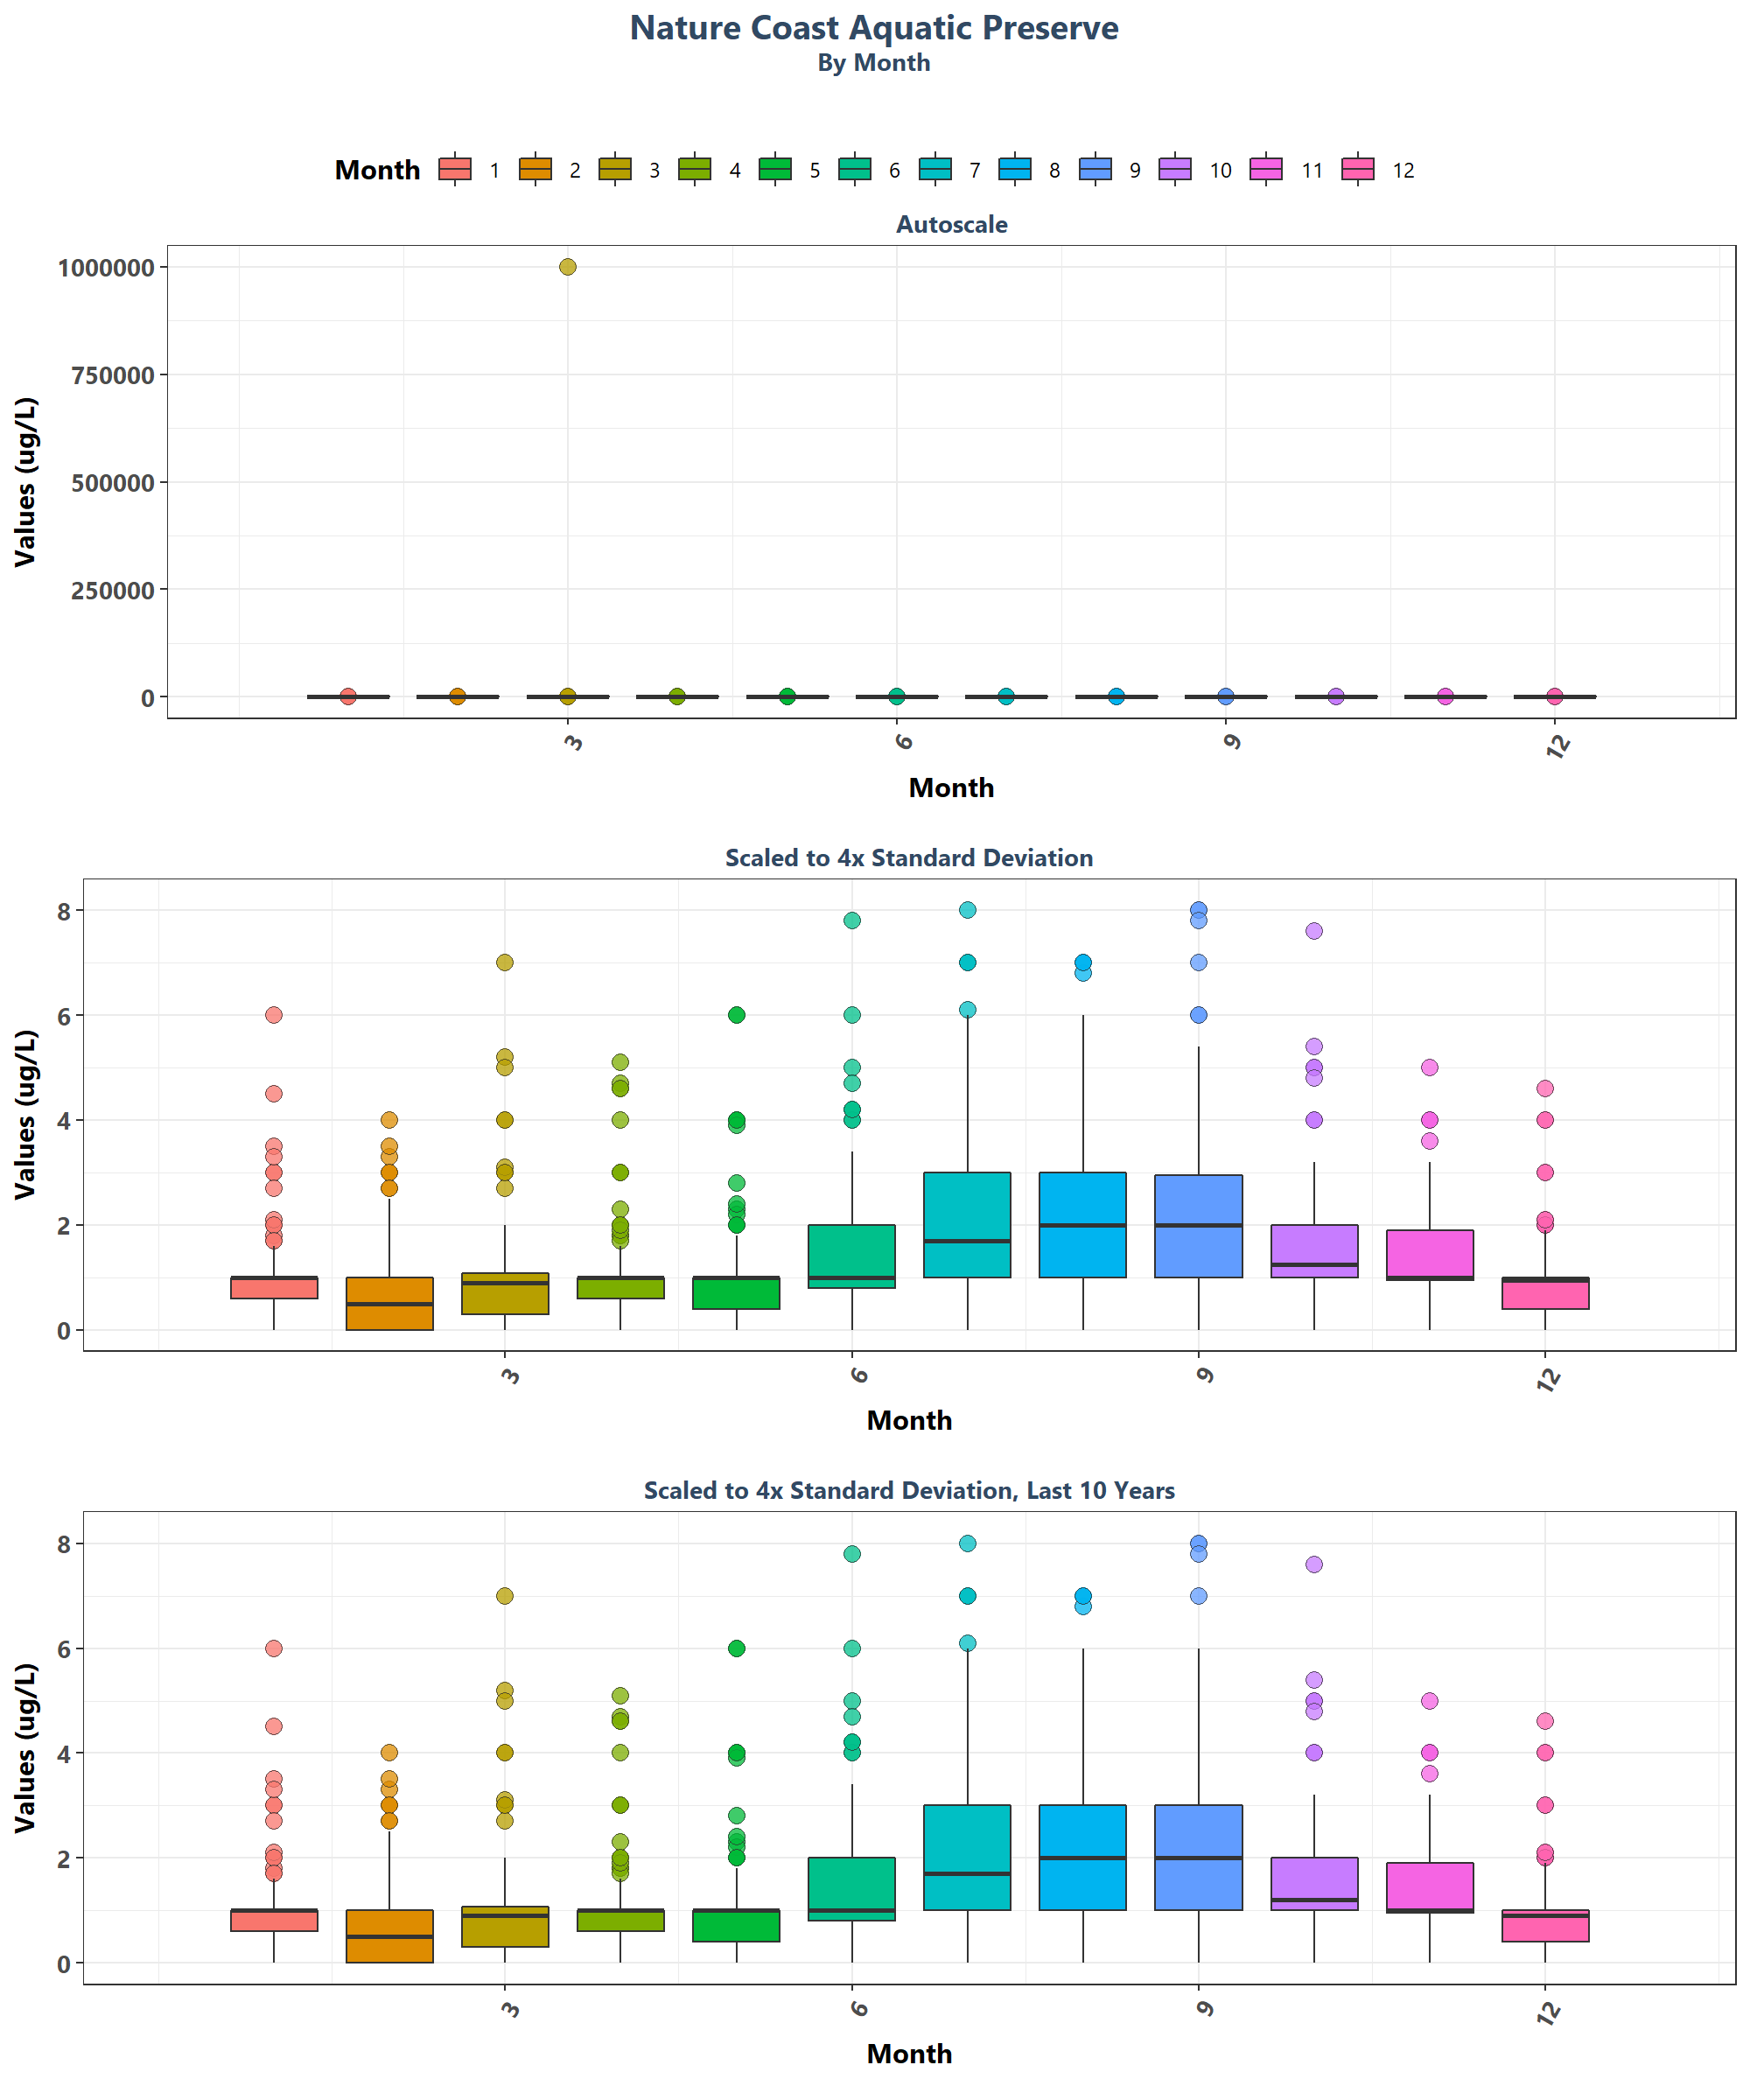 Nature Coast Aquatic Preserve
By Month
Month 1 2 3 4 5 6 7 8 9 10 11 12
Autoscale
Values (ug/L)
1000000
750000
500000
250000
0
3 6 9 12
Month
Scaled to 4x Standard Deviation
Values (ug/L)
8
6
4
2
0
3 6 9 12
Month
Scaled to 4x Standard Deviation, Last 10 Years
Values (ug/L)
8
6
4
2
0
3 6 9 12
Month